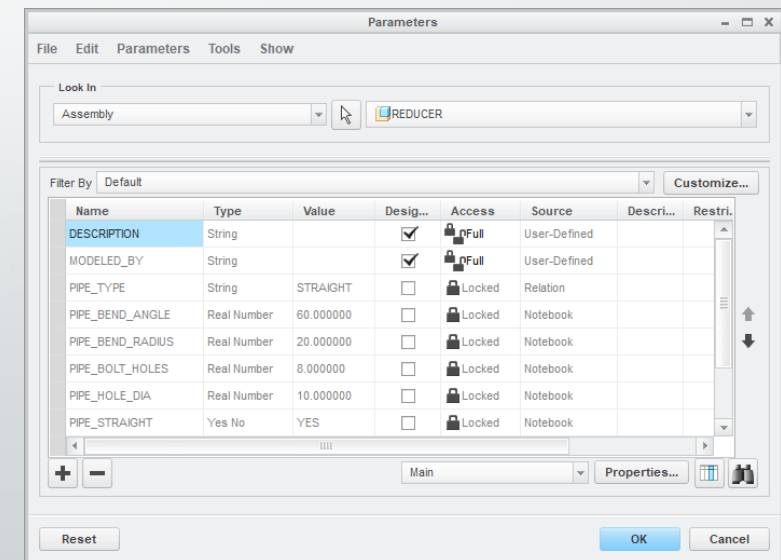 Parameters
File Edit Parameters Tools Show
Look In
Assembly REDUCER
Filter By Default Customize...
Name Type Value Desig... Access Source Descri... Restri..
DESCRIPTION String Full User-Defined
MODELED_BY String Full User-Defined
PIPE_TYPE String STRAIGHT Locked Relation
PIPE_BEND_ANGLE Real Number 60.000000 Locked Notebook
PIPE_BEND_RADIUS Real Number 20.000000 Locked Notebook
PIPE_BOLT_HOLES Real Number 8.000000 Locked Notebook
PIPE_HOLE_DIA Real Number 10.000000 Locked Notebook
PIPE_STRAIGHT Yes No YES Locked Notebook
Main Properties...
Reset OK Cancel